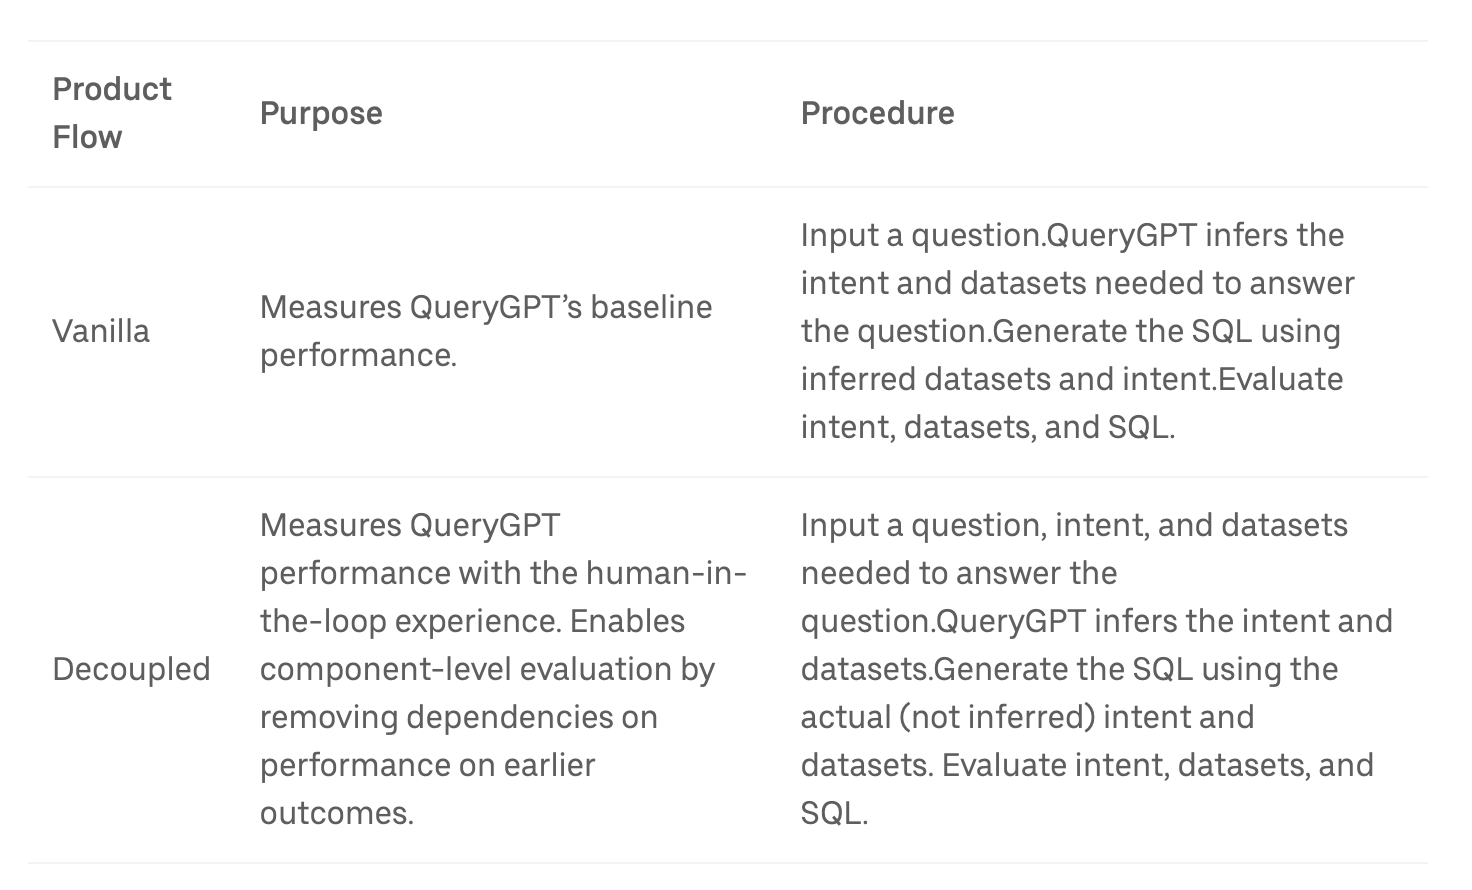 Product
Flow
Purpose
Procedure
Vanilla
Measures QueryGPT’s baseline
performance.
Input a question.QueryGPT infers the
intent and datasets needed to answer
the question.Generate the SQL using
inferred datasets and intent.Evaluate
intent, datasets, and SQL.
Decoupled
Measures QueryGPT
performance with the human-in-
the-loop experience. Enables
component-level evaluation by
removing dependencies on
performance on earlier
outcomes.
Input a question, intent, and datasets
needed to answer the
question.QueryGPT infers the intent and
datasets.Generate the SQL using the
actual (not inferred) intent and
datasets. Evaluate intent, datasets, and
SQL.